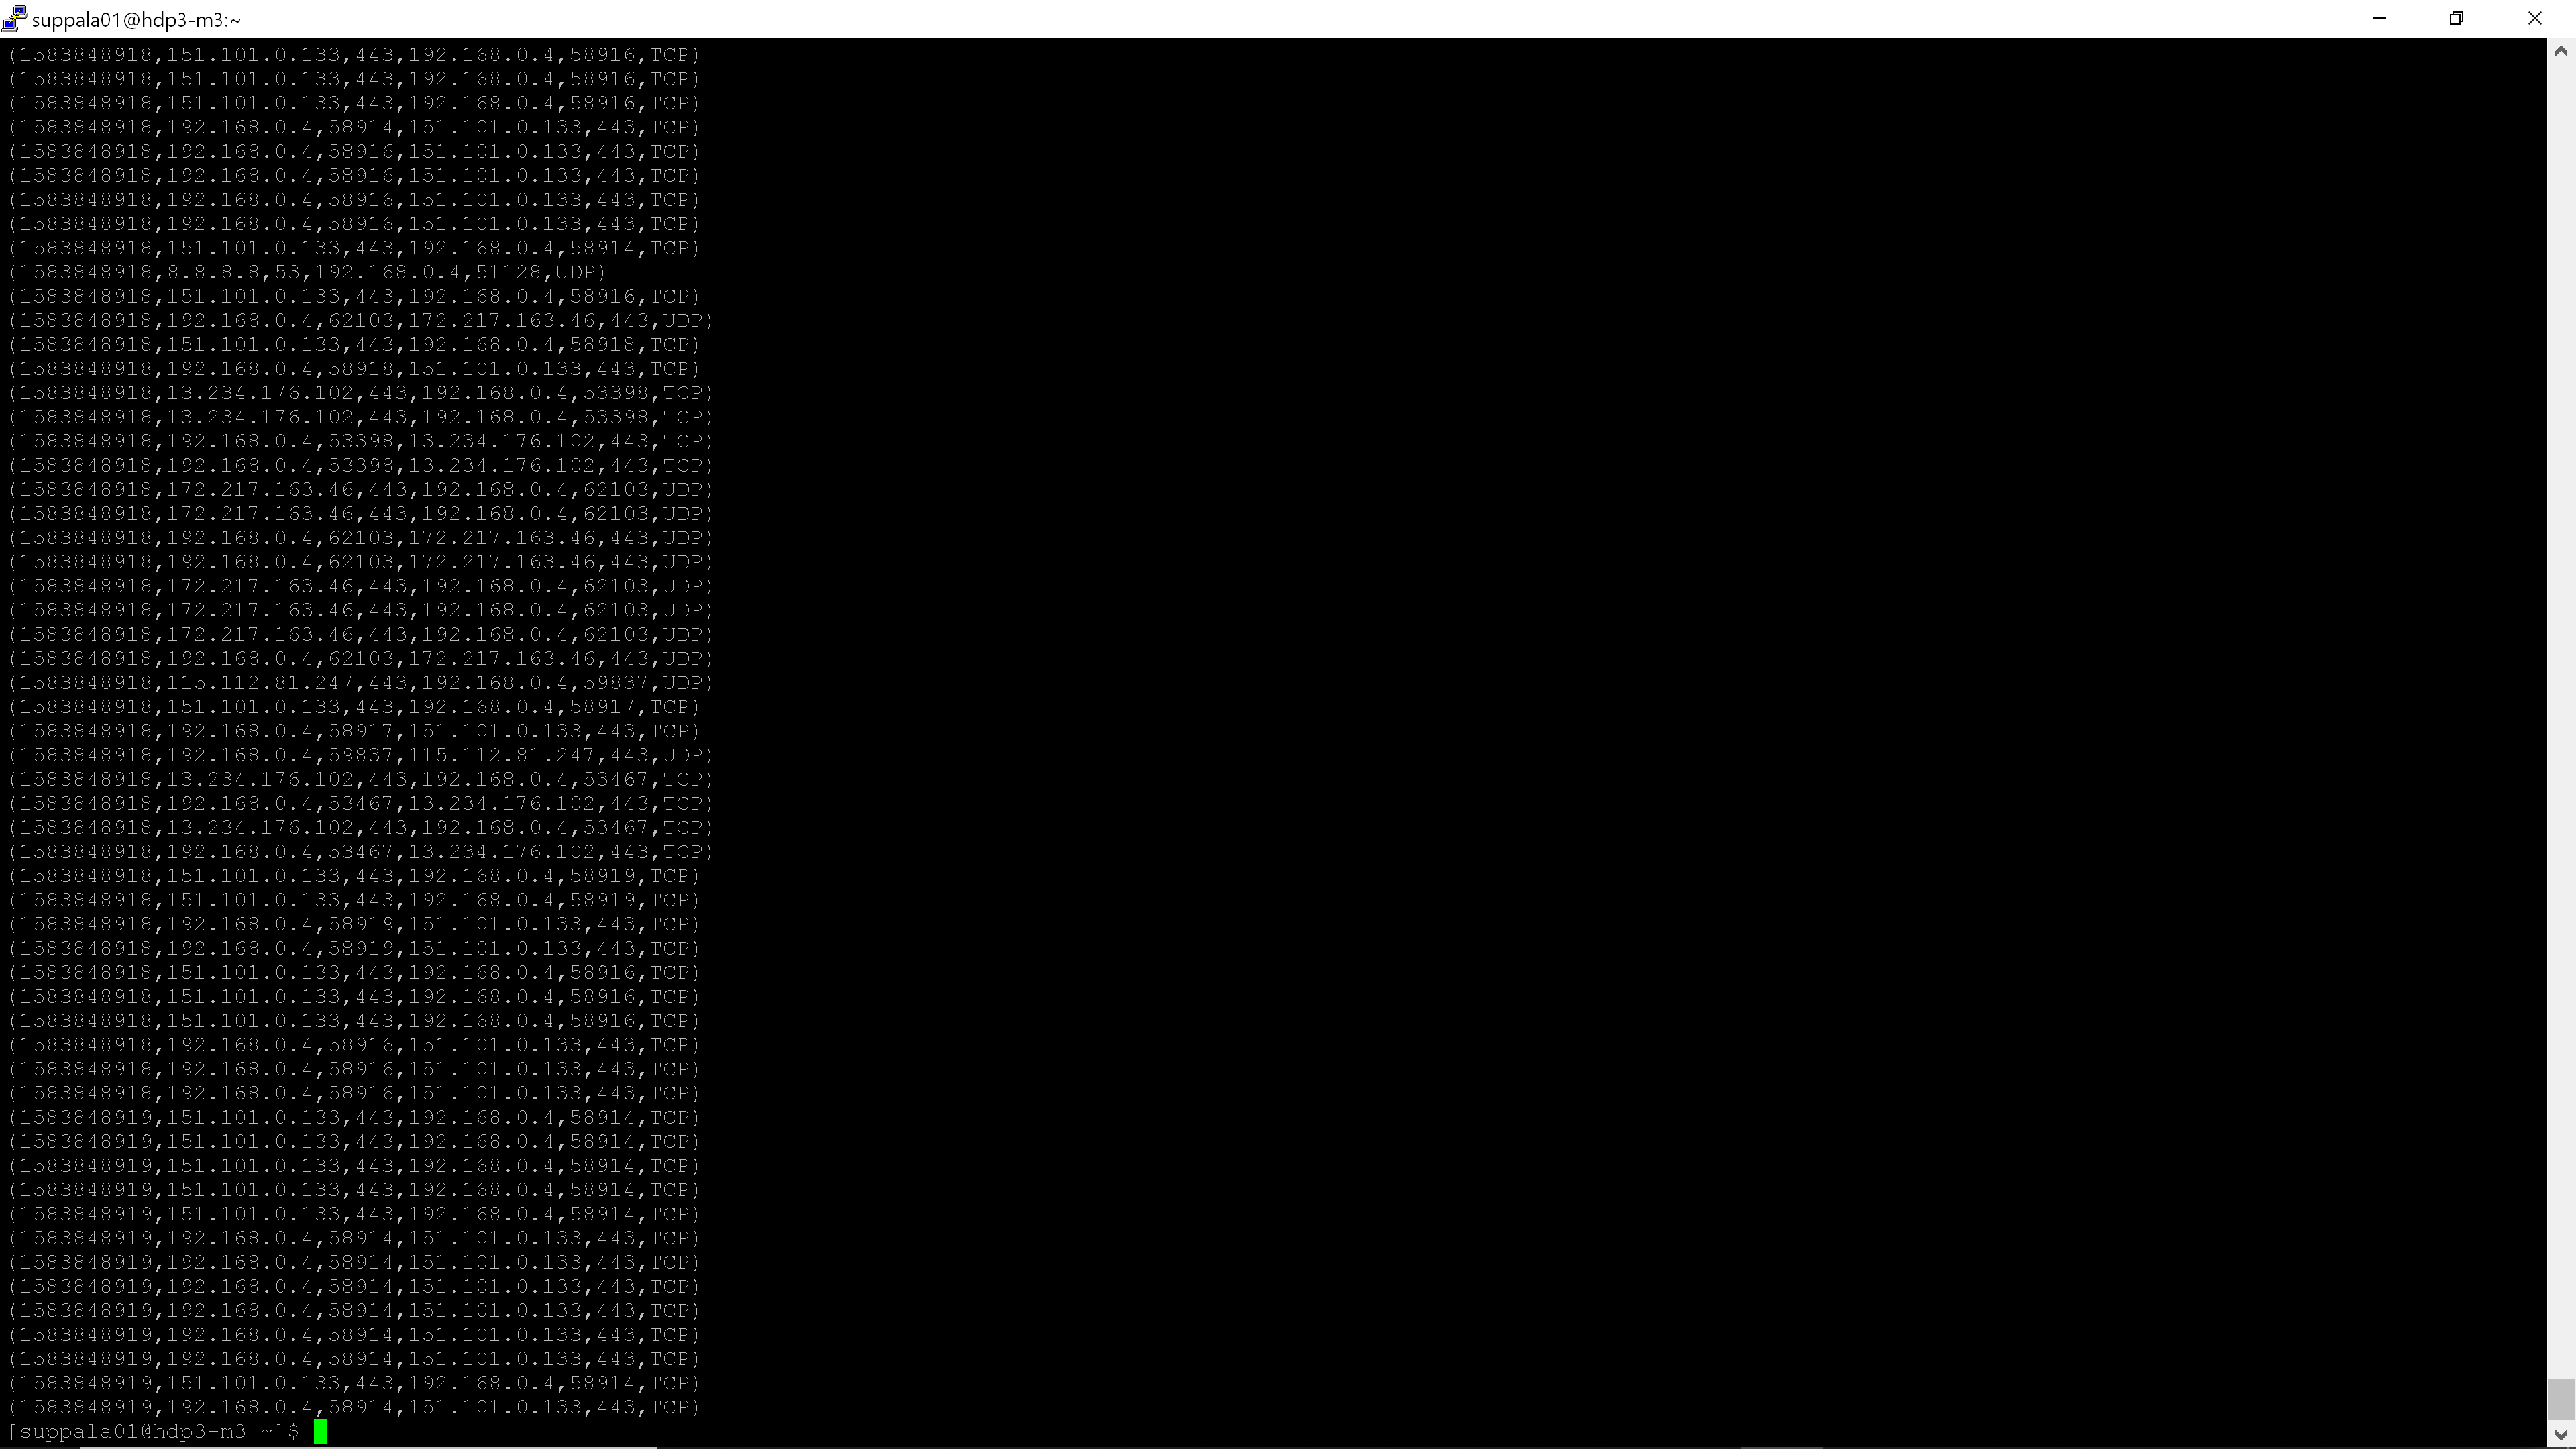 suppala01@hdp3-m3:~
(1583848918,151.101.0.133,443,192.168.0.4,58916,TCP)
(1583848918,151.101.0.133,443,192.168.0.4,58916,TCP)
(1583848918,151.101.0.133,443,192.168.0.4,58916,TCP)
(1583848918,192.168.0.4,58914,151.101.0.133,443,TCP)
(1583848918,192.168.0.4,58916,151.101.0.133,443,TCP)
(1583848918,192.168.0.4,58916,151.101.0.133,443,TCP)
(1583848918,192.168.0.4,58916,151.101.0.133,443,TCP)
(1583848918,192.168.0.4,58916,151.101.0.133,443,TCP)
(1583848918,151.101.0.133,443,192.168.0.4,58914,TCP)
(1583848918,8.8.8.8,53,192.168.0.4,51128,UDP)
(1583848918,151.101.0.133,443,192.168.0.4,58916,TCP)
(1583848918,192.168.0.4,62103,172.217.163.46,443,UDP)
(1583848918,151.101.0.133,443,192.168.0.4,58918,TCP)
(1583848918,192.168.0.4,58918,151.101.0.133,443,TCP)
(1583848918,13.234.176.102,443,192.168.0.4,53398,TCP)
(1583848918,13.234.176.102,443,192.168.0.4,53398,TCP)
(1583848918,192.168.0.4,53398,13.234.176.102,443,TCP)
(1583848918,192.168.0.4,53398,13.234.176.102,443,TCP)
(1583848918,172.217.163.46,443,192.168.0.4,62103,UDP)
(1583848918,172.217.163.46,443,192.168.0.4,62103,UDP)
(1583848918,192.168.0.4,62103,172.217.163.46,443,UDP)
(1583848918,192.168.0.4,62103,172.217.163.46,443,UDP)
(1583848918,172.217.163.46,443,192.168.0.4,62103,UDP)
(1583848918,172.217.163.46,443,192.168.0.4,62103,UDP)
(1583848918,172.217.163.46,443,192.168.0.4,62103,UDP)
(1583848918,192.168.0.4,62103,172.217.163.46,443,UDP)
(1583848918,115.112.81.247,443,192.168.0.4,59837,UDP)
(1583848918,151.101.0.133,443,192.168.0.4,58917,TCP)
(1583848918,192.168.0.4,58917,151.101.0.133,443,TCP)
(1583848918,192.168.0.4,59837,115.112.81.247,443,UDP)
(1583848918,13.234.176.102,443,192.168.0.4,53467,TCP)
(1583848918,192.168.0.4,53467,13.234.176.102,443,TCP)
(1583848918,13.234.176.102,443,192.168.0.4,53467,TCP)
(1583848918,192.168.0.4,53467,13.234.176.102,443,TCP)
(1583848918,151.101.0.133,443,192.168.0.4,58919,TCP)
(1583848918,151.101.0.133,443,192.168.0.4,58919,TCP)
(1583848918,192.168.0.4,58919,151.101.0.133,443,TCP)
(1583848918,192.168.0.4,58919,151.101.0.133,443,TCP)
(1583848918,151.101.0.133,443,192.168.0.4,58916,TCP)
(1583848918,151.101.0.133,443,192.168.0.4,58916,TCP)
(1583848918,151.101.0.133,443,192.168.0.4,58916,TCP)
(1583848918,192.168.0.4,58916,151.101.0.133,443,TCP)
(1583848918,192.168.0.4,58916,151.101.0.133,443,TCP)
(1583848918,192.168.0.4,58916,151.101.0.133,443,TCP)
(1583848919,151.101.0.133,443,192.168.0.4,58914,TCP)
(1583848919,151.101.0.133,443,192.168.0.4,58914,TCP)
(1583848919,151.101.0.133,443,192.168.0.4,58914,TCP)
(1583848919,151.101.0.133,443,192.168.0.4,58914,TCP)
(1583848919,151.101.0.133,443,192.168.0.4,58914,TCP)
(1583848919,192.168.0.4,58914,151.101.0.133,443,TCP)
(1583848919,192.168.0.4,58914,151.101.0.133,443,TCP)
(1583848919,192.168.0.4,58914,151.101.0.133,443,TCP)
(1583848919,192.168.0.4,58914,151.101.0.133,443,TCP)
(1583848919,192.168.0.4,58914,151.101.0.133,443,TCP)
(1583848919,192.168.0.4,58914,151.101.0.133,443,TCP)
(1583848919,151.101.0.133,443,192.168.0.4,58914,TCP)
(1583848919,192.168.0.4,58914,151.101.0.133,443,TCP)
[suppala01@hdp3-m3 ~]$